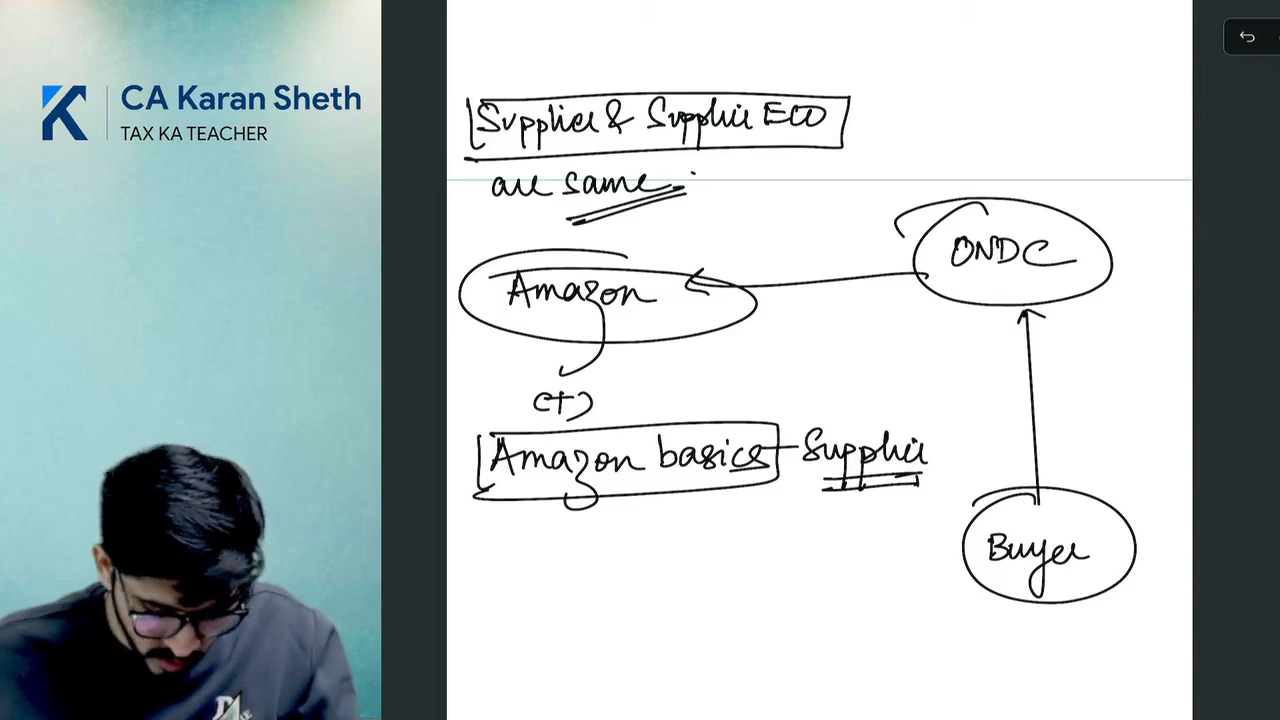 CA Karan Sheth
TAX KA TEACHER
Supplier & Supplier ECO
are same.
ONDC
Amazon
(+)
Amazon basics - Supplier
Buyer